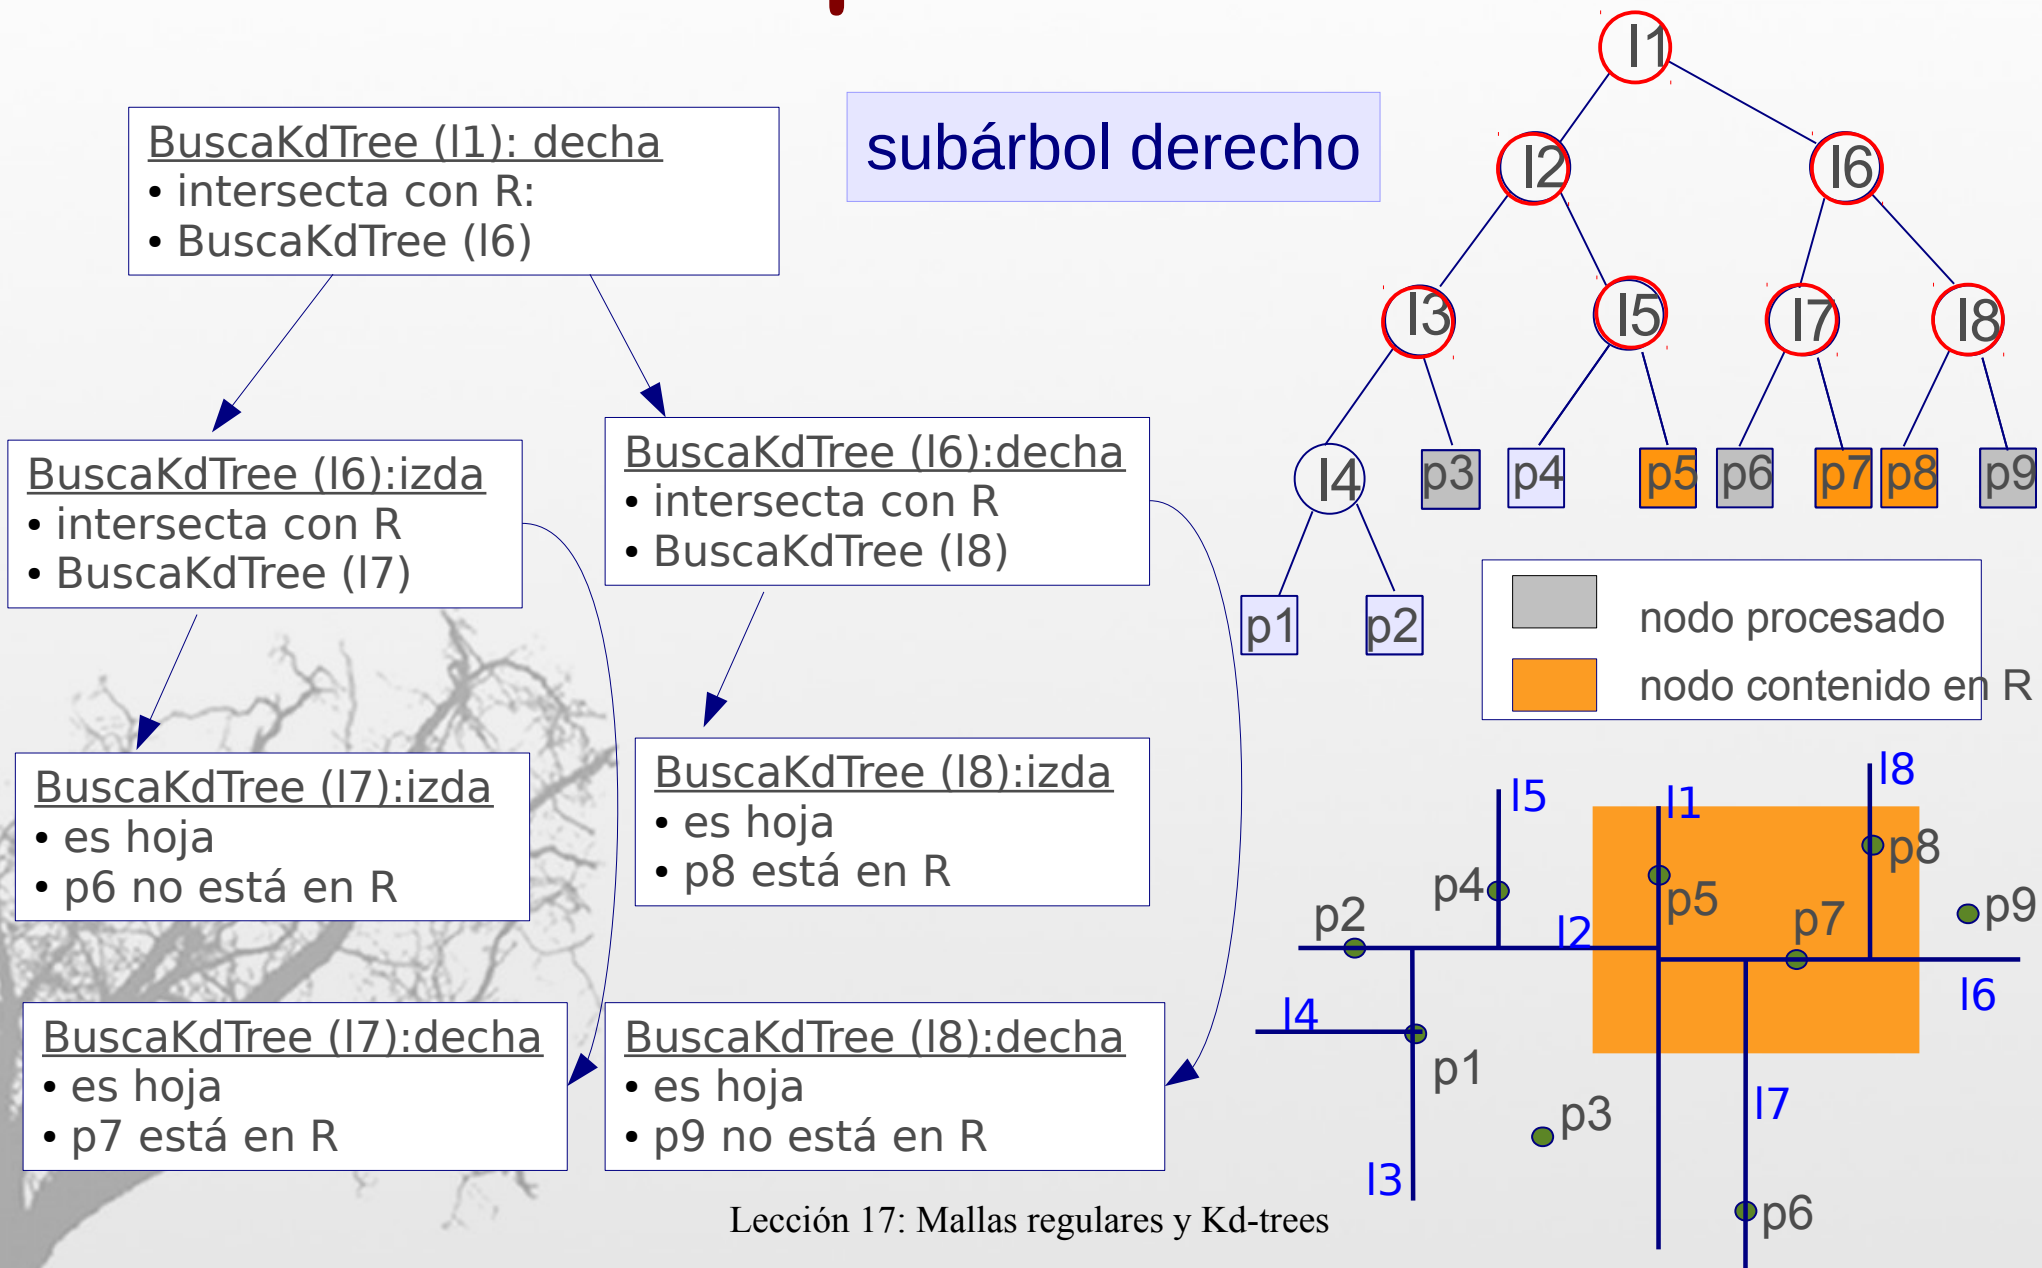 BuscaKdTree (l1): decha
• intersecta con R:
• BuscaKdTree (l6)
subárbol derecho
BuscaKdTree (l6):izda
• intersecta con R
• BuscaKdTree (l7)
BuscaKdTree (l6):decha
• intersecta con R
• BuscaKdTree (l8)
BuscaKdTree (l7):izda
• es hoja
• p6 no está en R
BuscaKdTree (l8):izda
• es hoja
• p8 está en R
BuscaKdTree (l7):decha
• es hoja
• p7 está en R
BuscaKdTree (l8):decha
• es hoja
• p9 no está en R
l1
l2
l6
l3
l5
l7
l8
l4
p3
p4
p5
p6
p7
p8
p9
p1
p2
nodo procesado
nodo contenido en R
l8
l5
l1
p8
p4
p5
p2
p7
p9
l2
l6
l4
p1
l7
p3
l3
p6
Lección 17: Mallas regulares y Kd-trees